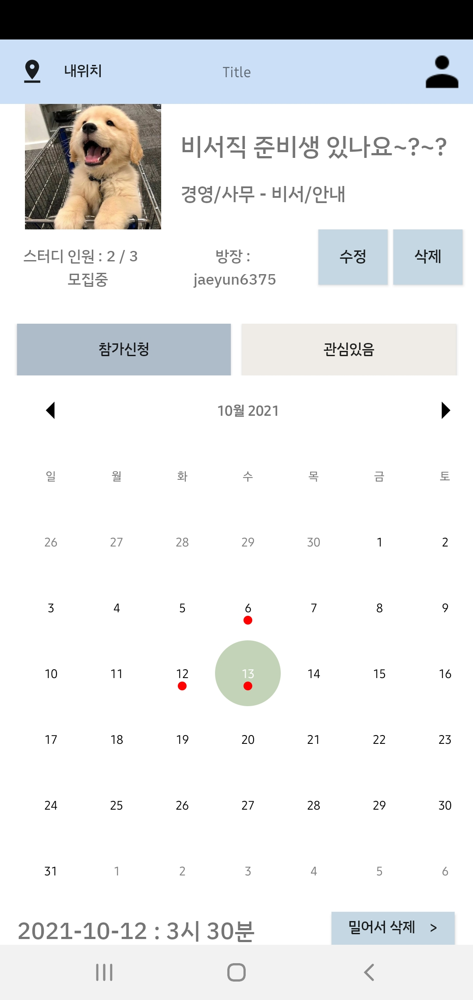 내위치
Title
비서직 준비생 있나요~?~?
경영/사무 - 비서/안내
스터디 인원 : 2 / 3
모집중
방장 :
jaeyun6375
수정
삭제
참가신청
관심있음
10월 2021
일 월 화 수 목 금 토
26 27 28 29 30 1 2
3 4 5 6 7 8 9
10 11 12 13 14 15 16
17 18 19 20 21 22 23
24 25 26 27 28 29 30
31 1 2 3 4 5 6
2021-10-12 : 3시 30분
밀어서 삭제 >